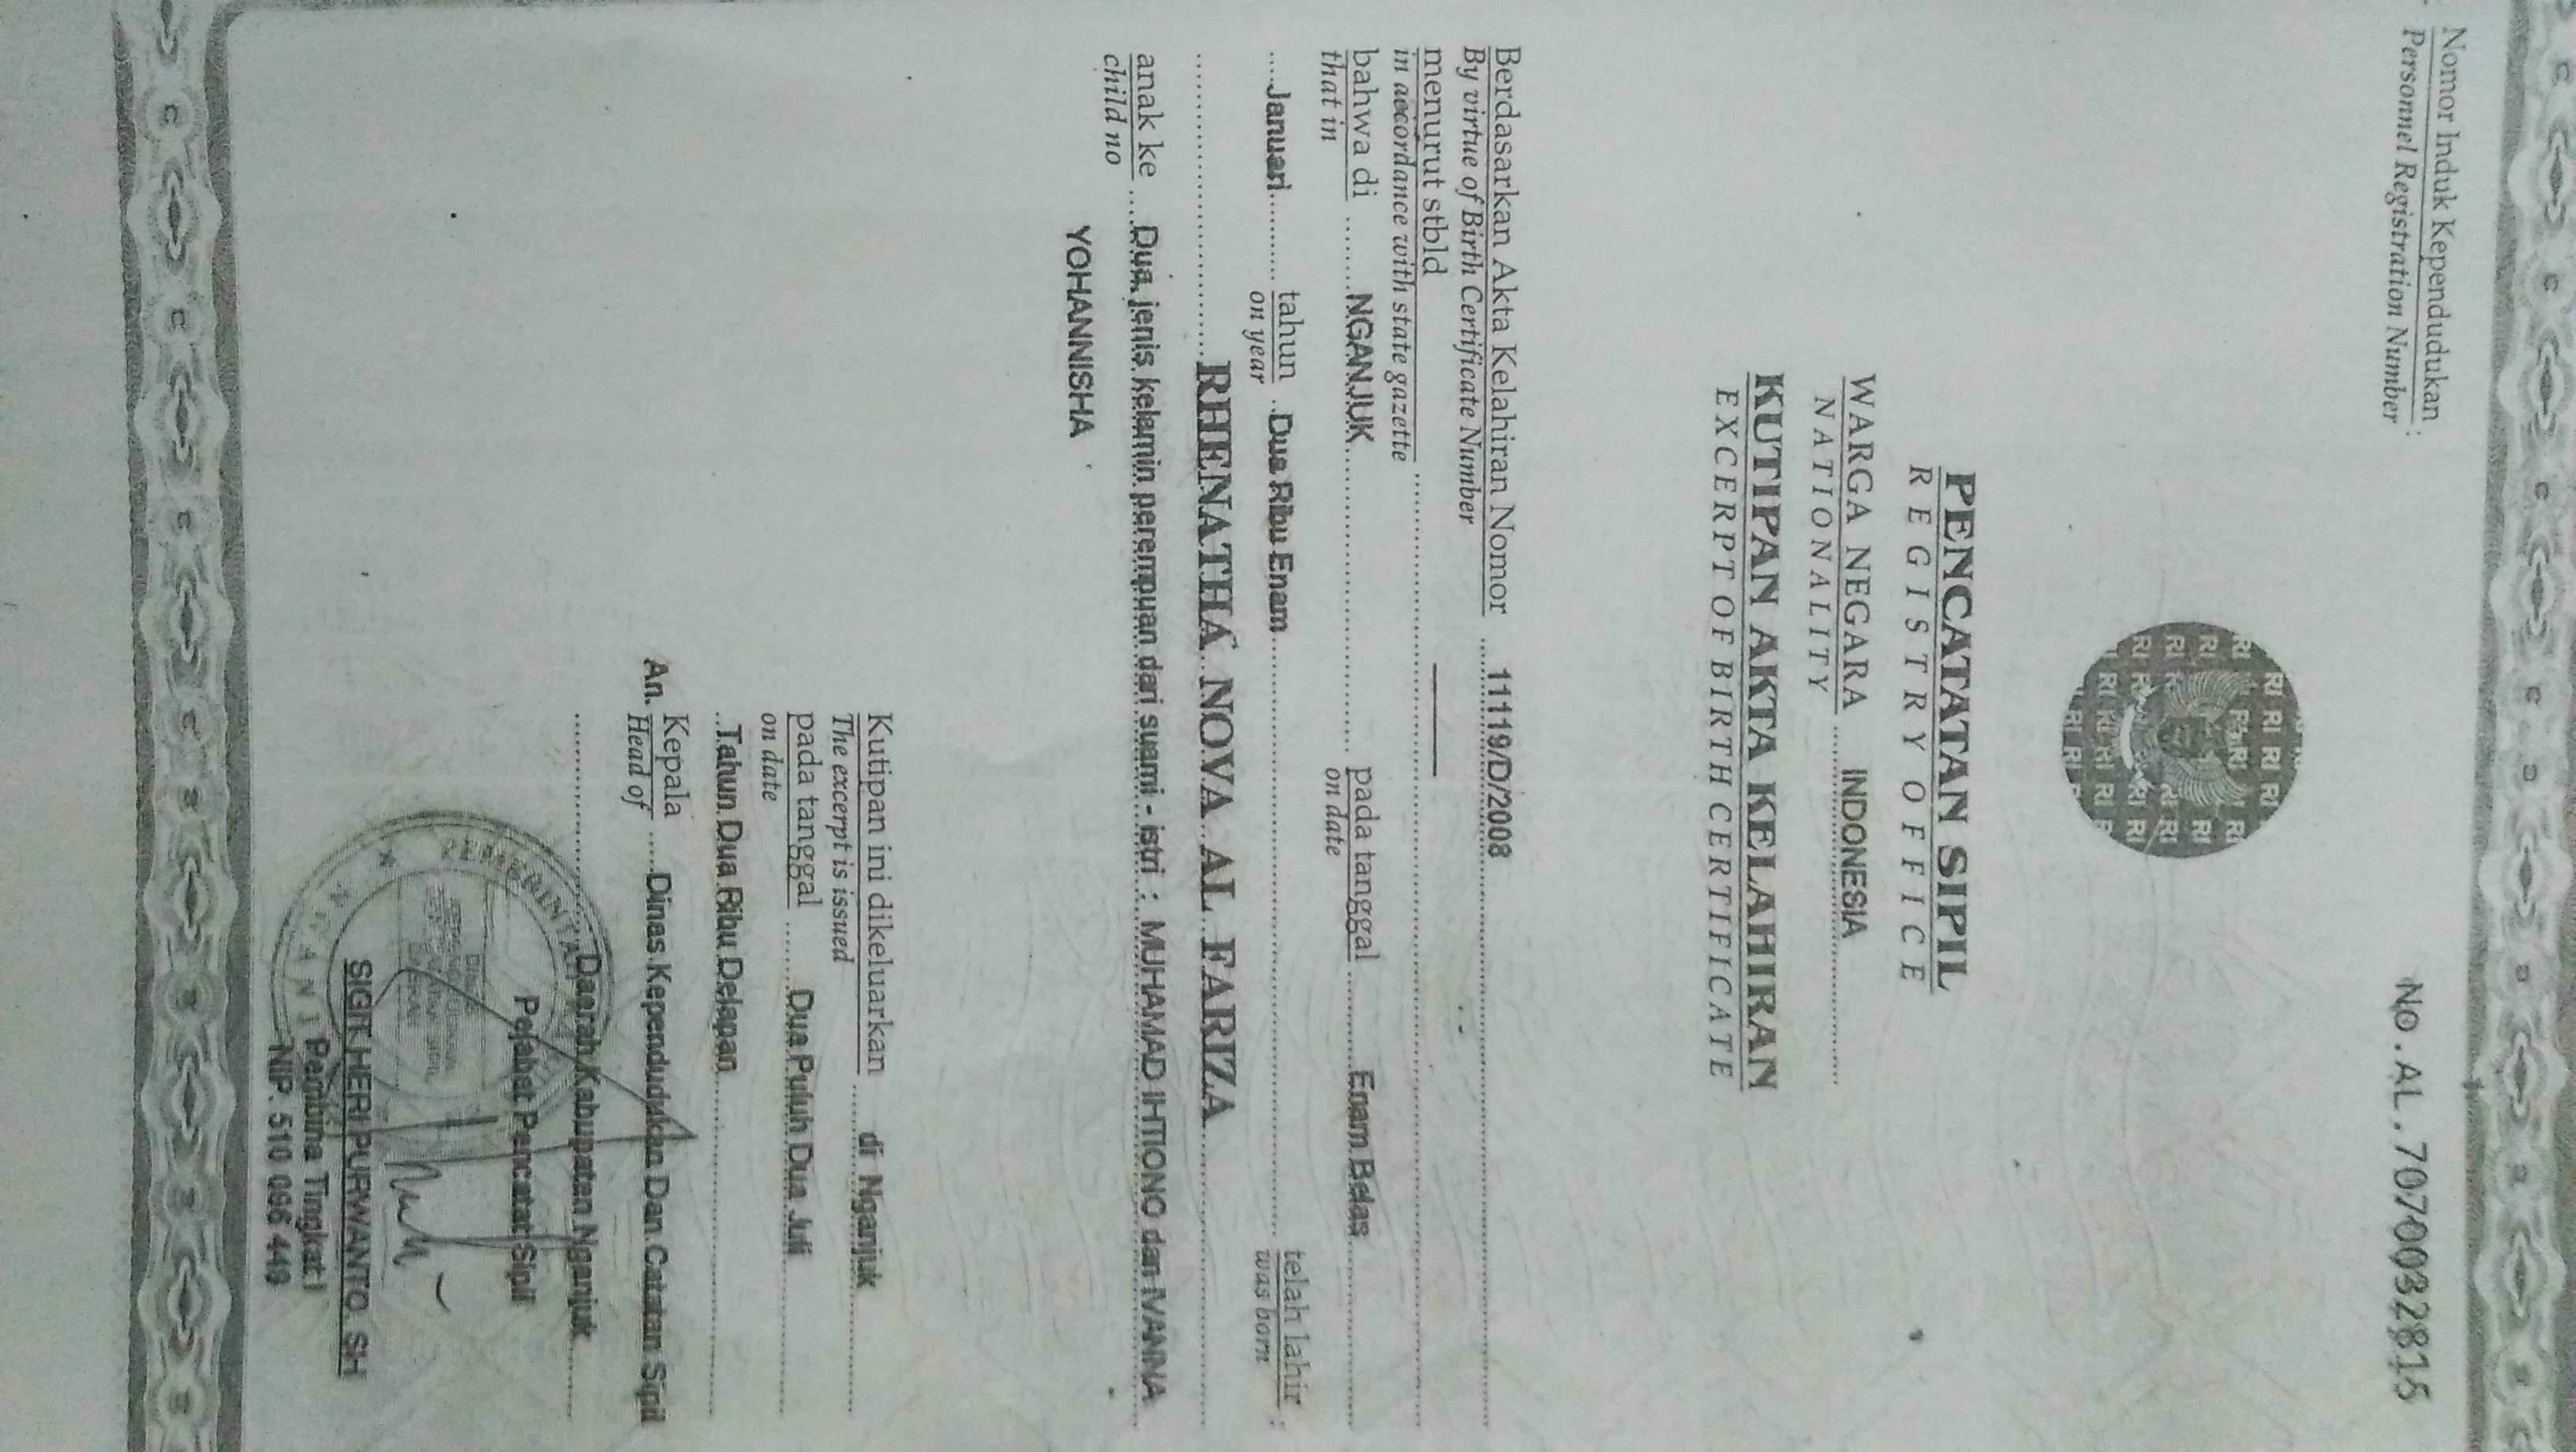 Nomor Induk Kependudukan :
Personnel Registration Number
No. AL. 7070032815
PENCATATAN SIPIL
REGISTRY OFFICE
WARGA NEGARA ........ INDONESIA ........
NATIONALITY
KUTIPAN AKTA KELAHIRAN
EXCERPT OF BIRTH CERTIFICATE
Berdasarkan Akta Kelahiran Nomor ...... 11119/D/2008 ......
By virtue of Birth Certificate Number
menurut stbld
in accordance with state gazette
bahwa di ........ NGANJUK ........ pada tanggal ........ Enam Belas ........
that in on date
.... Januari ........ tahun .. Dua Ribu Enam ........ telah lahir :
on year was born
........ RHENATHA NOVA AL FARIZA ........
anak ke .... Dua, jenis kelamin perempuan dari suami - istri : MUHAMAD IHTIONO dan IVANNA
child no
YOHANNISHA
Kutipan ini dikeluarkan ...... di Nganjuk ......
The excerpt is issued
pada tanggal ...... Dua Puluh Dua Juli ......
on date
.. Tahun Dua Ribu Delapan ......
An. Kepala ..... Dinas Kependudukan Dan Catatan Sipil
Head of
........ Daerah Kabupaten Nganjuk ....
Pejabat Pencatat Sipil
SIGIT HERI PURWANTO, SH
Pembina Tingkat I
NIP. 510 066 449